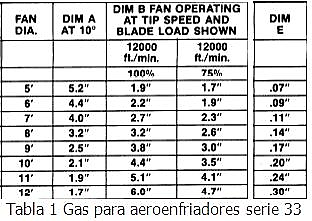 FAN DIA. DIM A AT 10° DIM B FAN OPERATING AT TIP SPEED AND BLADE LOAD SHOWN DIM E
12000 ft./min. 12000 ft./min.
100% 75%
5' 5.2" 1.9" 1.7" .07"
6' 4.4" 2.2" 1.9" .09"
7' 4.0" 2.7" 2.3" .11"
8' 3.2" 3.2" 2.6" .14"
9' 2.5" 3.8" 3.0" .17"
10' 2.1" 4.4" 3.5" .20"
11' 1.9" 5.1" 4.1" .24"
12' 1.7" 6.0" 4.7" .30"
Tabla 1 Gas para aeroenfriadores serie 33